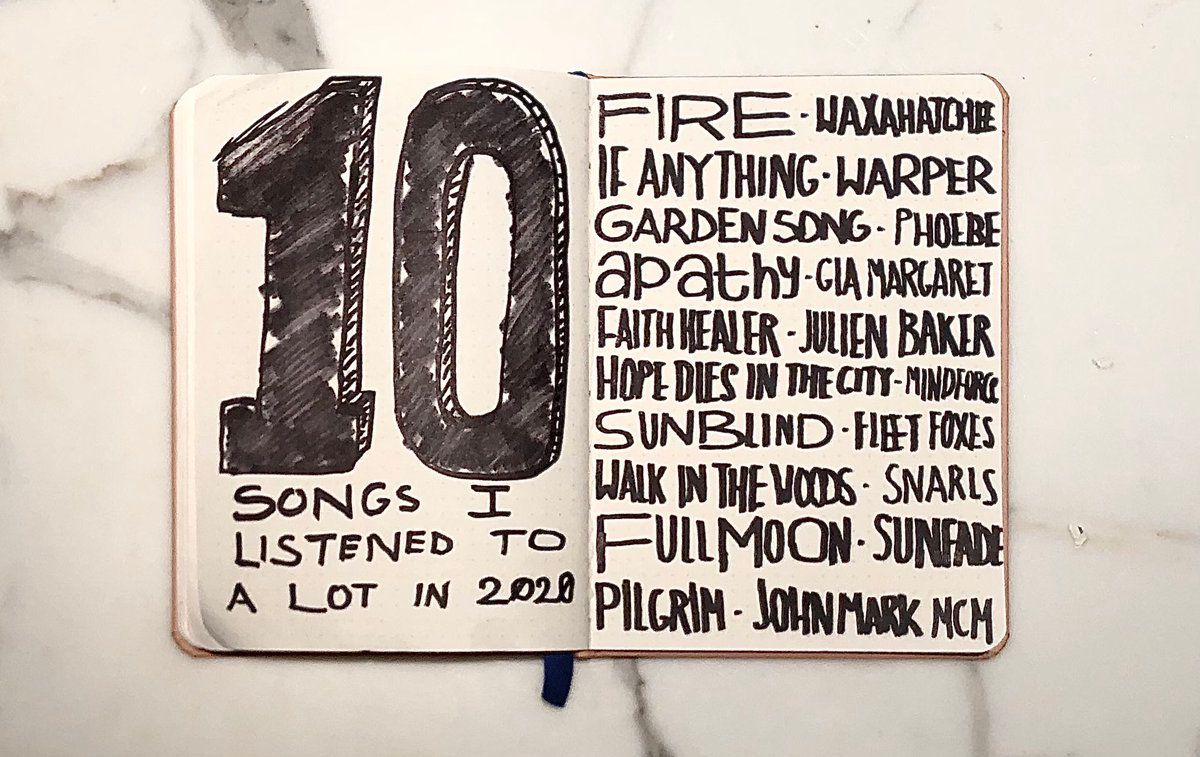 10
SONGS I
LISTENED TO
A LOT IN 2020
FIRE - WAXAHATCHEE
IF ANYTHING - WARPER
GARDEN SONG - PHOEBE
apathy - GIA MARGARET
FAITH HEALER - JULIEN BAKER
HOPE DIES IN THE CITY - MINDFORCE
SUNBLIND - FLEET FOXES
WALK IN THE WOODS - SNARLS
FULL MOON - SUNFADE
PILGRIM - JOHN MARK MCM